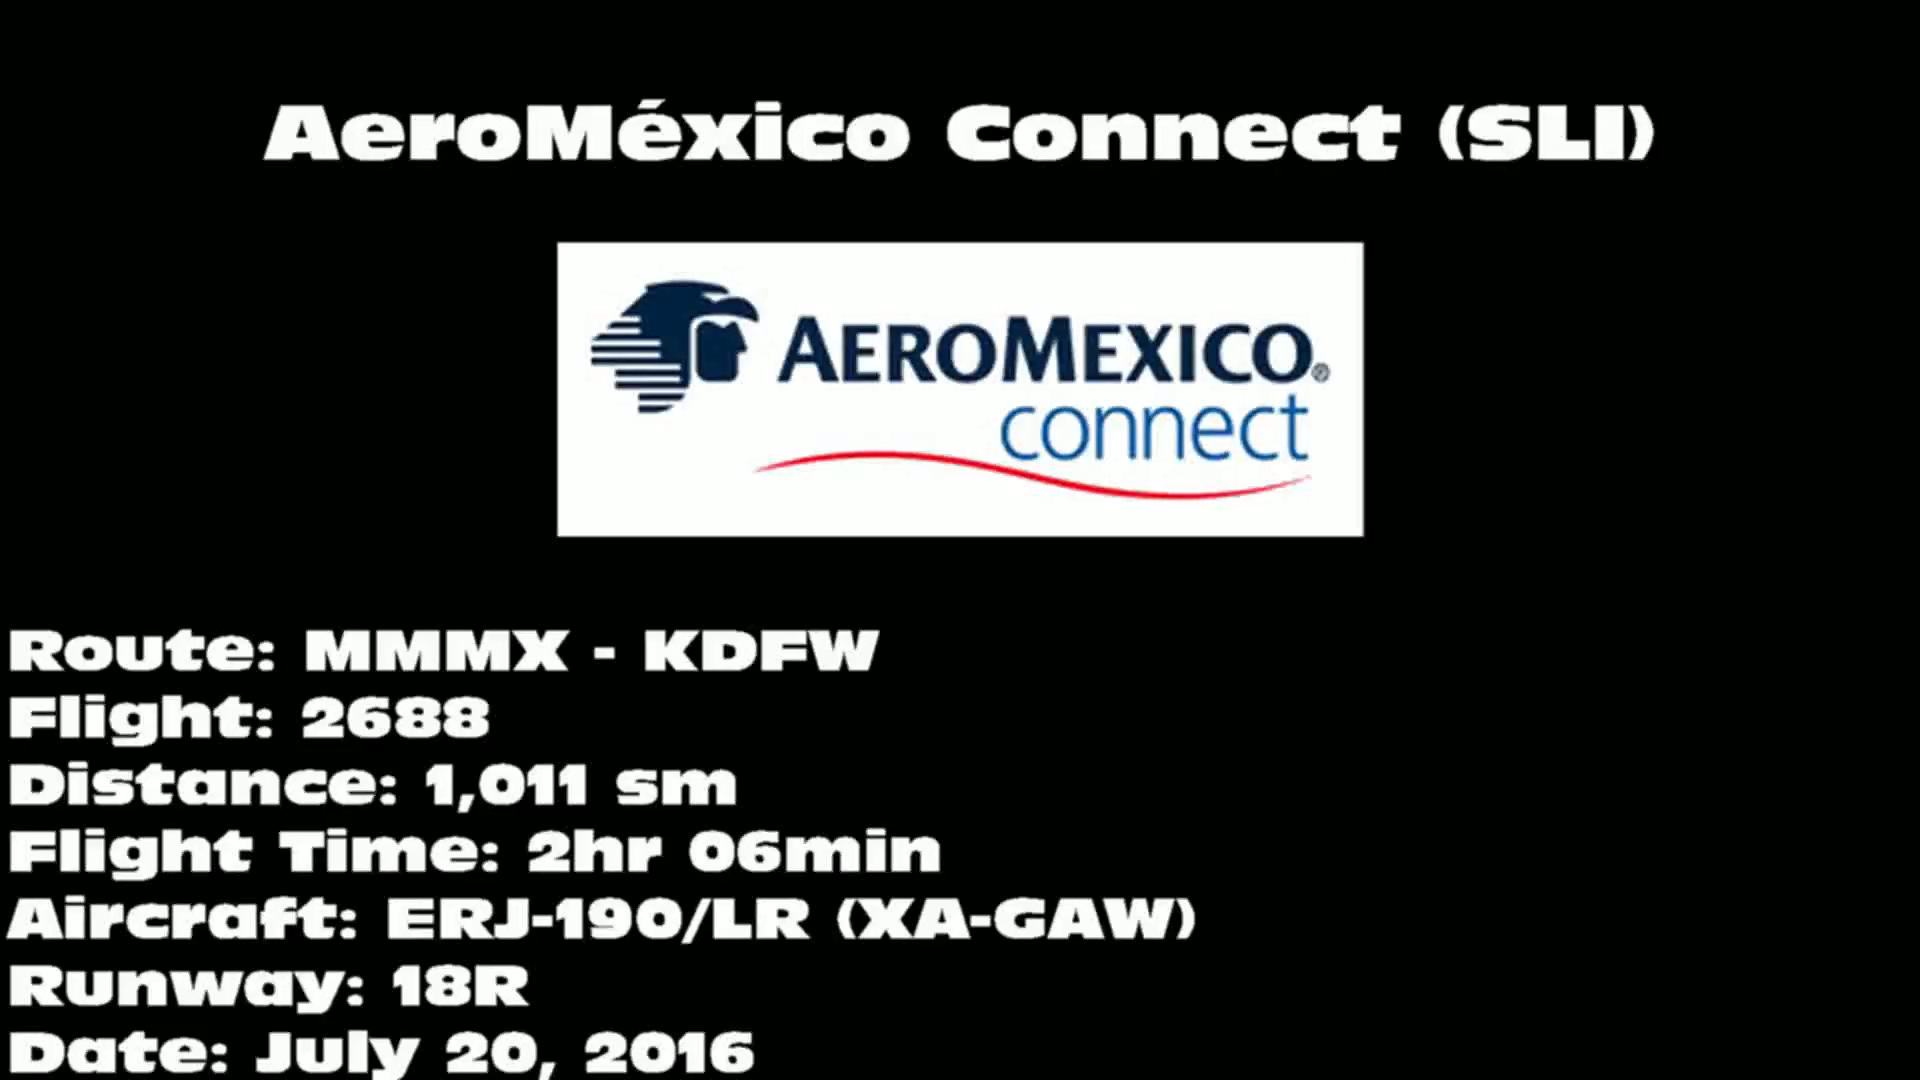 AeroMéxico Connect (SLI)
AEROMEXICO®
connect
Route: MMMX - KDFW
Flight: 2688
Distance: 1,011 sm
Flight Time: 2hr 06min
Aircraft: ERJ-190/LR (XA-GAW)
Runway: 18R
Date: July 20, 2016